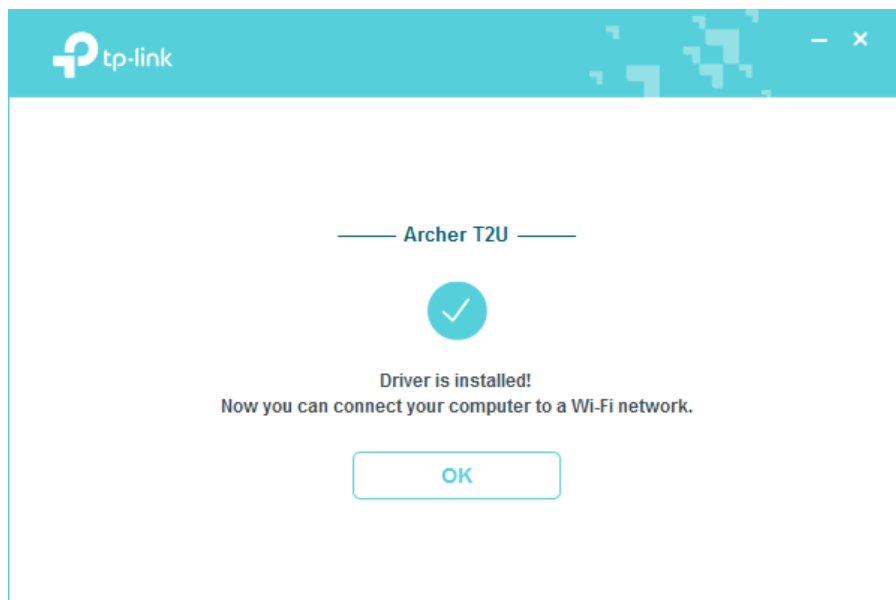 tp-link
Archer T2U
Driver is installed!
Now you can connect your computer to a Wi-Fi network.
OK